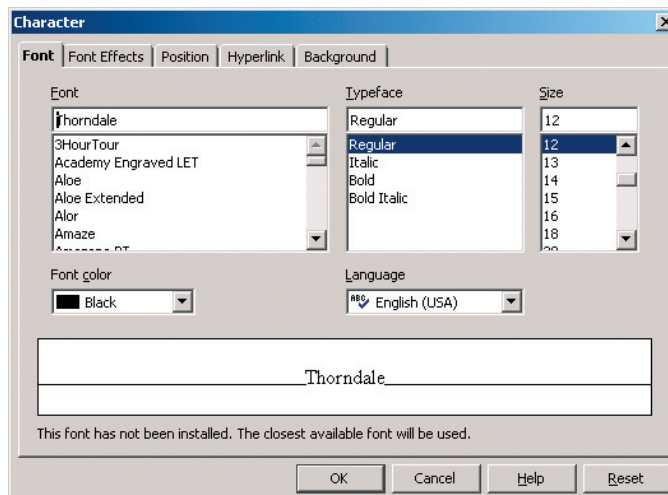 Character
Font Font Effects Position Hyperlink Background
Font Typeface Size
Thorndale Regular 12
3HourTour Regular 12
Academy Engraved LET Italic 13
Aloe Bold 14
Aloe Extended Bold Italic 15
Alor 16
Amaze 18
Font color Language
Black ABC English (USA)
Thorndale
This font has not been installed. The closest available font will be used.
OK Cancel Help Reset